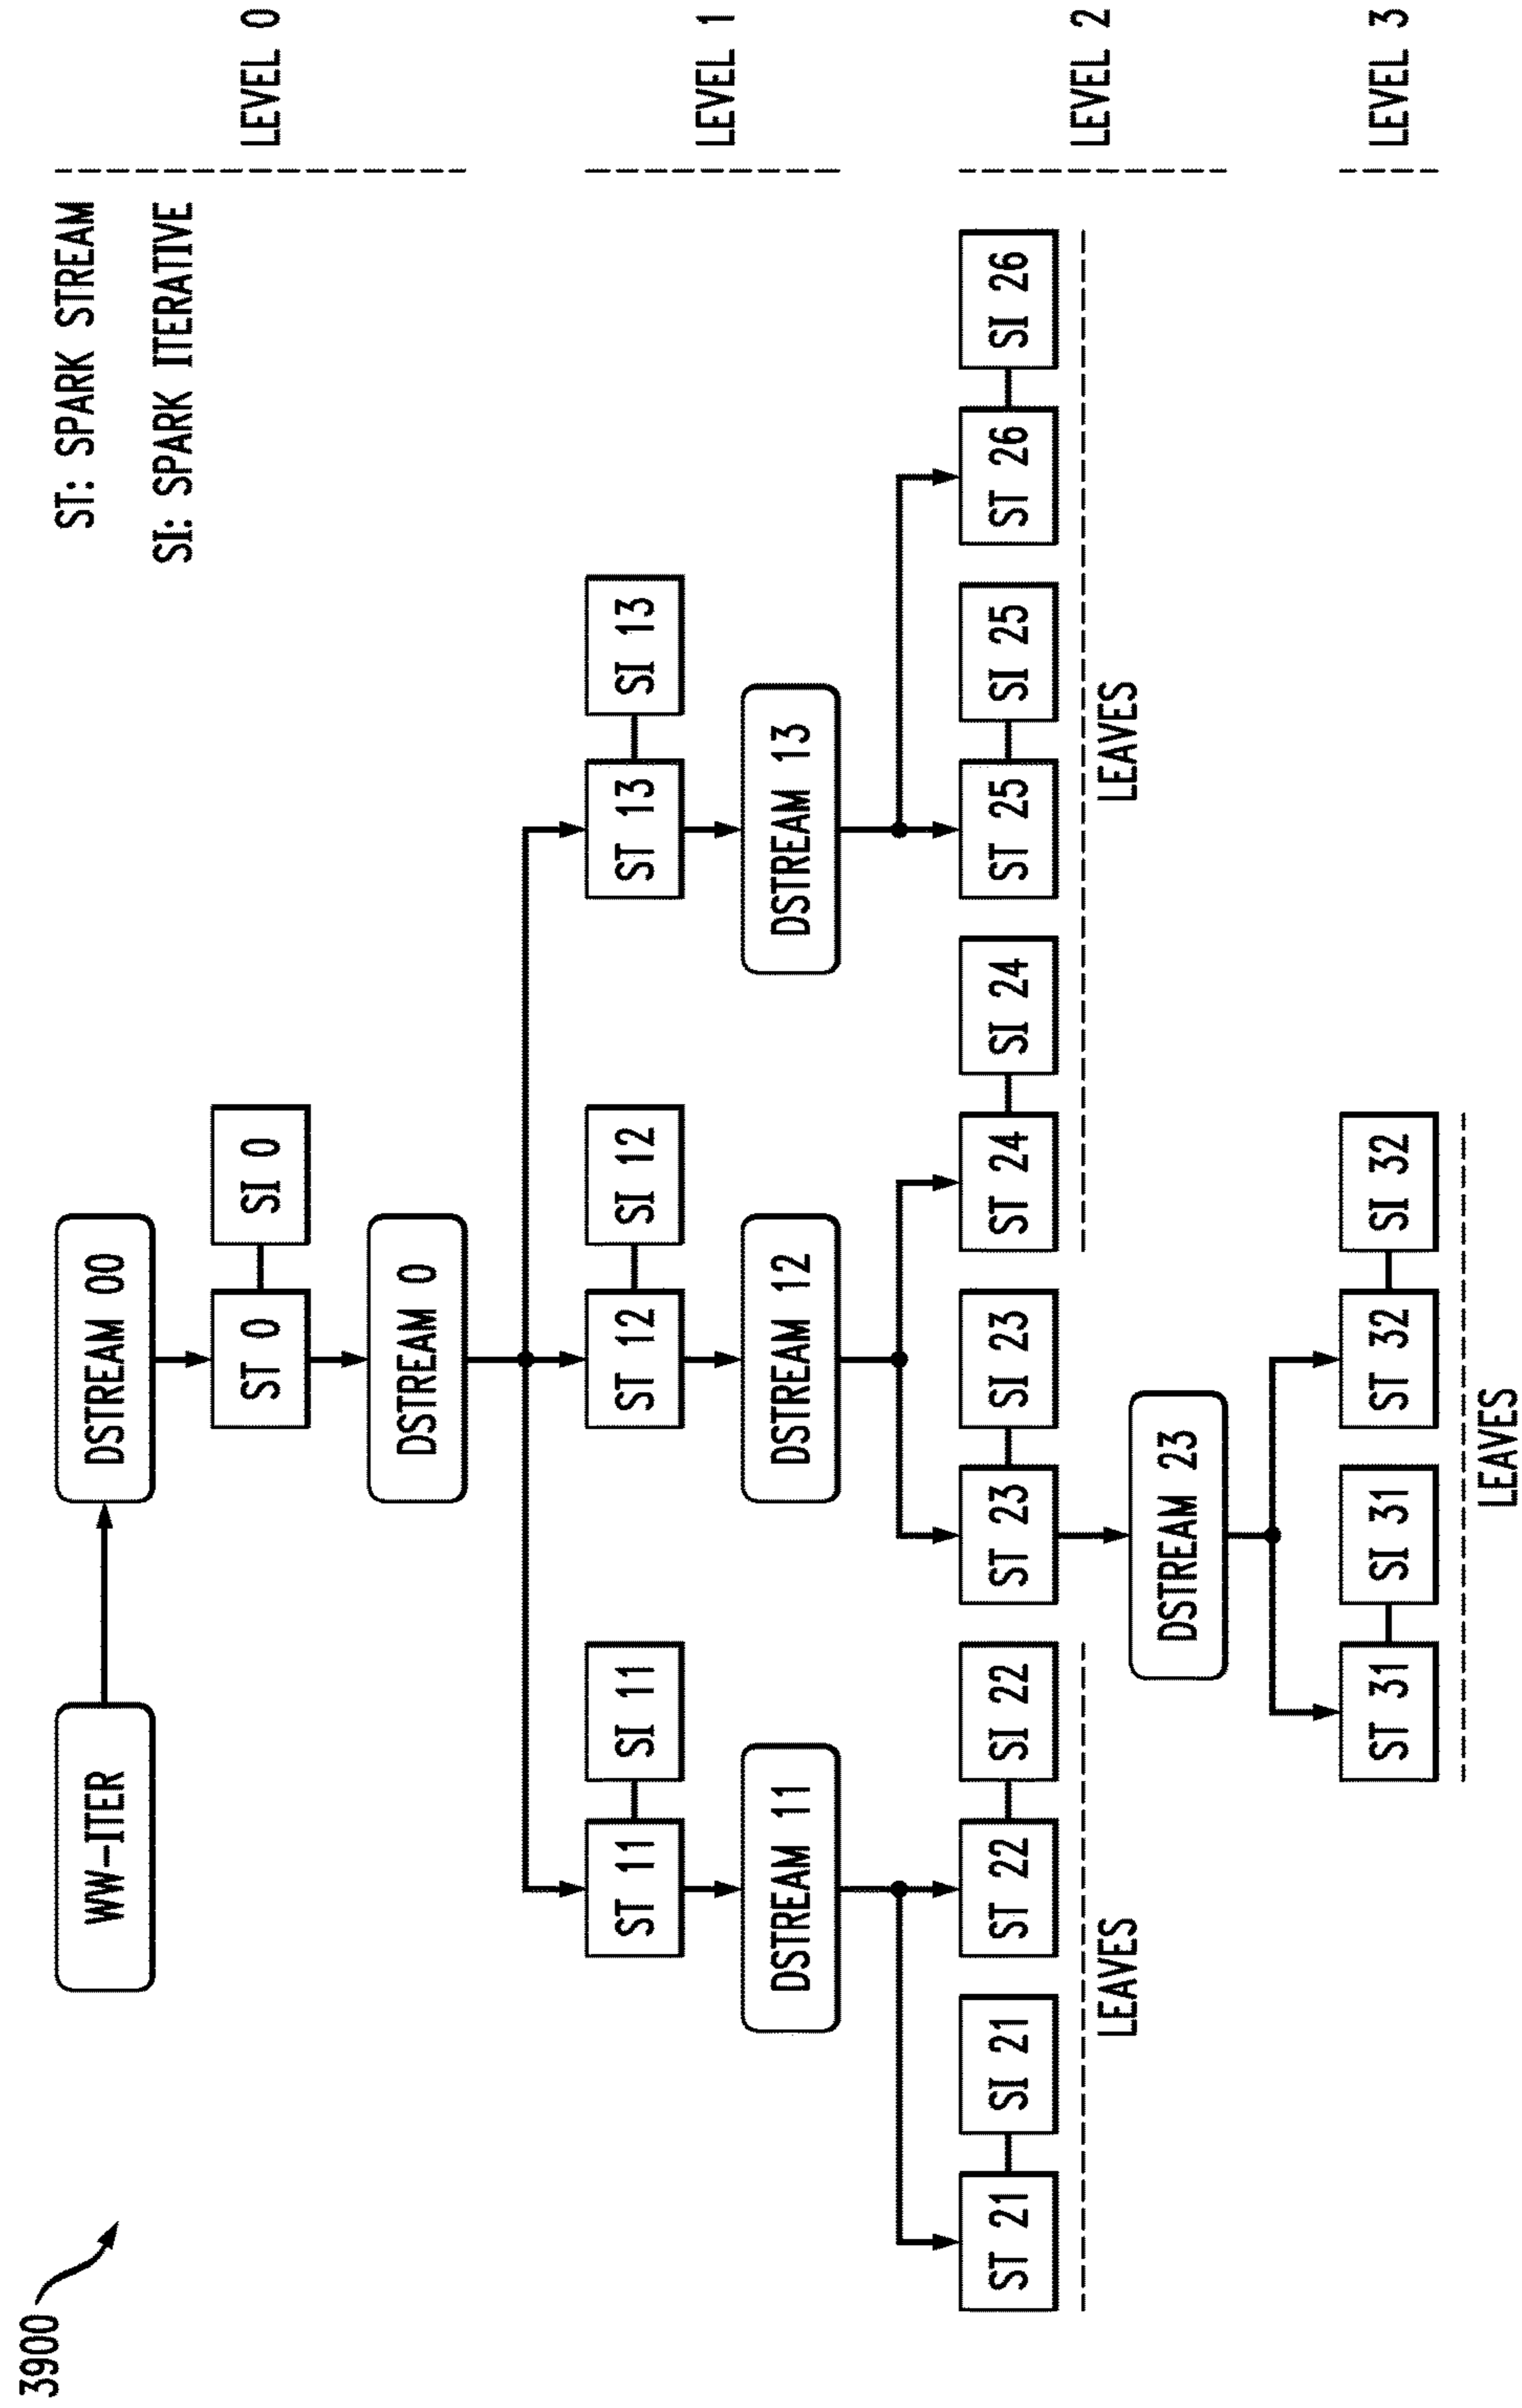 3900
ST: SPARK STREAM
SI: SPARK ITERATIVE
WW-ITER
DSTREAM 00
ST 0
SI 0
DSTREAM 0
LEVEL 0
ST 11
SI 11
ST 12
SI 12
ST 13
SI 13
DSTREAM 11
DSTREAM 12
DSTREAM 13
LEVEL 1
ST 21
SI 21
ST 22
SI 22
ST 23
SI 23
ST 24
SI 24
ST 25
SI 25
ST 26
SI 26
LEAVES
LEAVES
DSTREAM 23
LEVEL 2
ST 31
SI 31
ST 32
SI 32
LEVEL 3
LEAVES